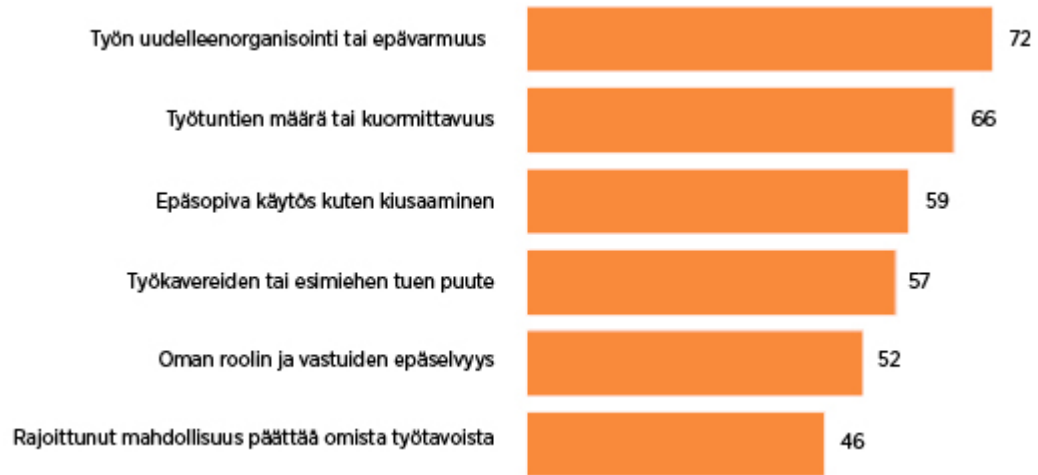 Työn uudelleenorganisointi tai epävarmuus 72
Työtuntien määrä tai kuormittavuus 66
Epäsopiva käytös kuten kiusaaminen 59
Työkavereiden tai esimiehen tuen puute 57
Oman roolin ja vastuiden epäselvyys 52
Rajoittunut mahdollisuus päättää omista työtavoista 46